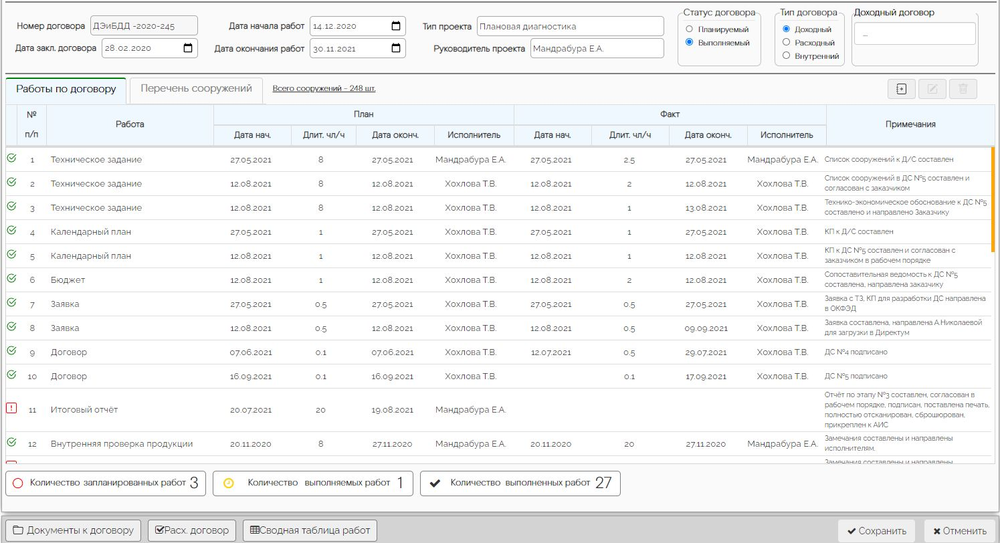 Номер договора ДЭиБДД -2020-245 Дата начала работ 14.12.2020 Тип проекта Плановая диагностика
Дата закл. договора 28.02.2020 Дата окончания работ 30.11.2021 Руководитель проекта Мандрабура Е.А.
Статус договора
Планируемый
Выполняемый
Тип договора
Доходный
Расходный
Внутренний
Доходный договор
...
Работы по договору Перечень сооружений Всего сооружений - 248 шт.
№ п/п Работа План Факт Примечания
Дата нач. Длит. чл/ч Дата оконч. Исполнитель Дата нач. Длит. чл/ч Дата оконч. Исполнитель
1 Техническое задание 27.05.2021 8 27.05.2021 Мандрабура Е.А. 27.05.2021 2.5 27.05.2021 Мандрабура Е.А. Список сооружений к Д/С составлен
2 Техническое задание 12.08.2021 8 12.08.2021 Хохлова Т.В. 12.08.2021 2 12.08.2021 Хохлова Т.В. Список сооружений в ДС №5 составлен и
согласован с заказчиком
3 Техническое задание 12.08.2021 8 12.08.2021 Хохлова Т.В. 12.08.2021 1 13.08.2021 Хохлова Т.В. Технико-экономическое обоснование к ДС №5
составлено и направлено Заказчику
4 Календарный план 27.05.2021 1 27.05.2021 Хохлова Т.В. 27.05.2021 1 27.05.2021 Хохлова Т.В. КП к Д/С составлен
5 Календарный план 12.08.2021 1 12.08.2021 Хохлова Т.В. 12.08.2021 1 12.08.2021 Хохлова Т.В. КП к ДС №5 составлен и согласован с
заказчиком в рабочем порядке
6 Бюджет 12.08.2021 1 12.08.2021 Хохлова Т.В. 12.08.2021 2 12.08.2021 Хохлова Т.В. Сопоставительная ведомость к ДС №5
составлена, направлена заказчику
7 Заявка 27.05.2021 0.5 27.05.2021 Хохлова Т.В. 27.05.2021 0.5 27.05.2021 Хохлова Т.В. Заявка с ТЗ, КП для разработки ДС направлена
в ОКФЭД
8 Заявка 12.08.2021 0.5 12.08.2021 Хохлова Т.В. 12.08.2021 0.5 09.09.2021 Хохлова Т.В. Заявка составлена, направлена А.Николаевой
для загрузки в Директум
9 Договор 07.06.2021 0.1 07.06.2021 Хохлова Т.В. 12.07.2021 0.5 29.07.2021 Хохлова Т.В. ДС №4 подписано
10 Договор 16.09.2021 0.1 16.09.2021 Хохлова Т.В. 0.1 17.09.2021 Хохлова Т.В. ДС №5 подписано
11 Итоговый отчёт 20.07.2021 20 19.08.2021 Мандрабура Е.А. Отчёт по этапу №3 составлен, согласован в
рабочем порядке, подписан, поставлена печать,
полностью отсканирован, сброшюрован,
прикреплен к АИС
12 Внутренняя проверка продукции 20.11.2020 8 27.11.2020 Мандрабура Е.А. 20.11.2020 20 27.11.2020 Мандрабура Е.А. Замечания составлены и направлены
исполнителям.
Замечания составлены и направлены
Количество запланированных работ 3 Количество выполняемых работ 1 Количество выполненных работ 27
Документы к договору Расх. договор Сводная таблица работ Сохранить Отменить